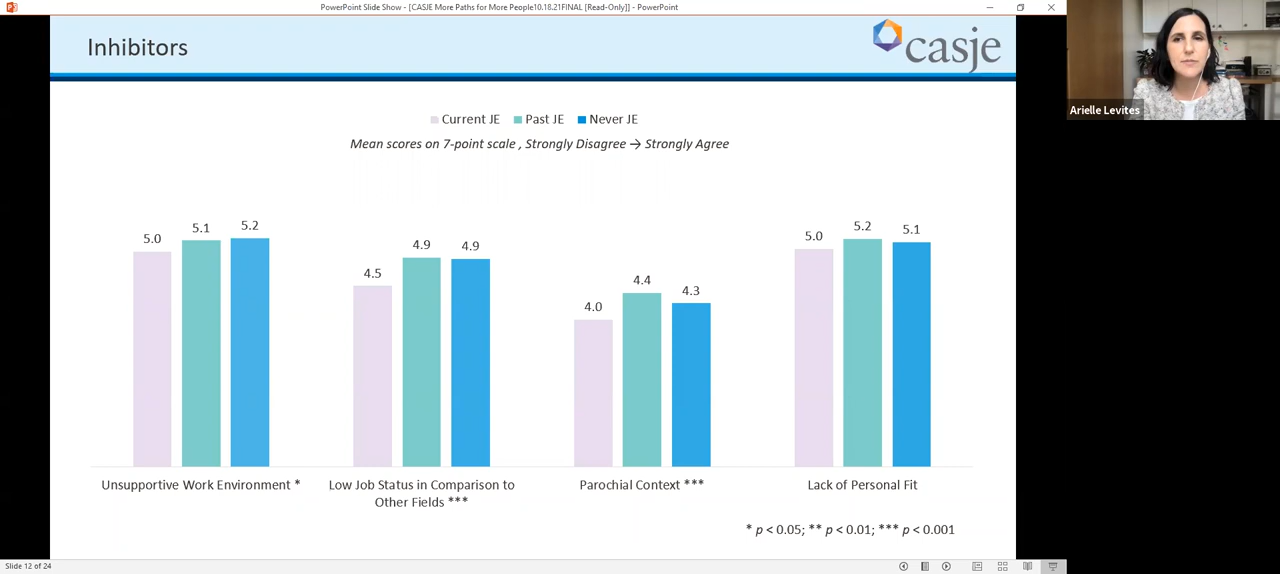 PowerPoint Slide Show - [CASJE More Paths for More People10.18.21FINAL [Read-Only]] - PowerPoint
Inhibitors
casje
Arielle Levites
Current JE Past JE Never JE
Mean scores on 7-point scale , Strongly Disagree → Strongly Agree
5.0 5.1 5.2
4.5 4.9 4.9
4.0 4.4 4.3
5.0 5.2 5.1
Unsupportive Work Environment *
Low Job Status in Comparison to
Other Fields ***
Parochial Context ***
Lack of Personal Fit
* p < 0.05; ** p < 0.01; *** p < 0.001
Slide 12 of 24